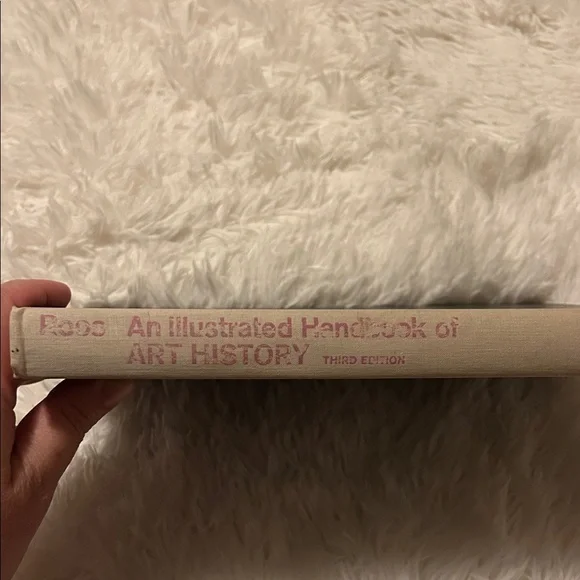 Roos An Illustrated Handbook of
ART HISTORY THIRD EDITION